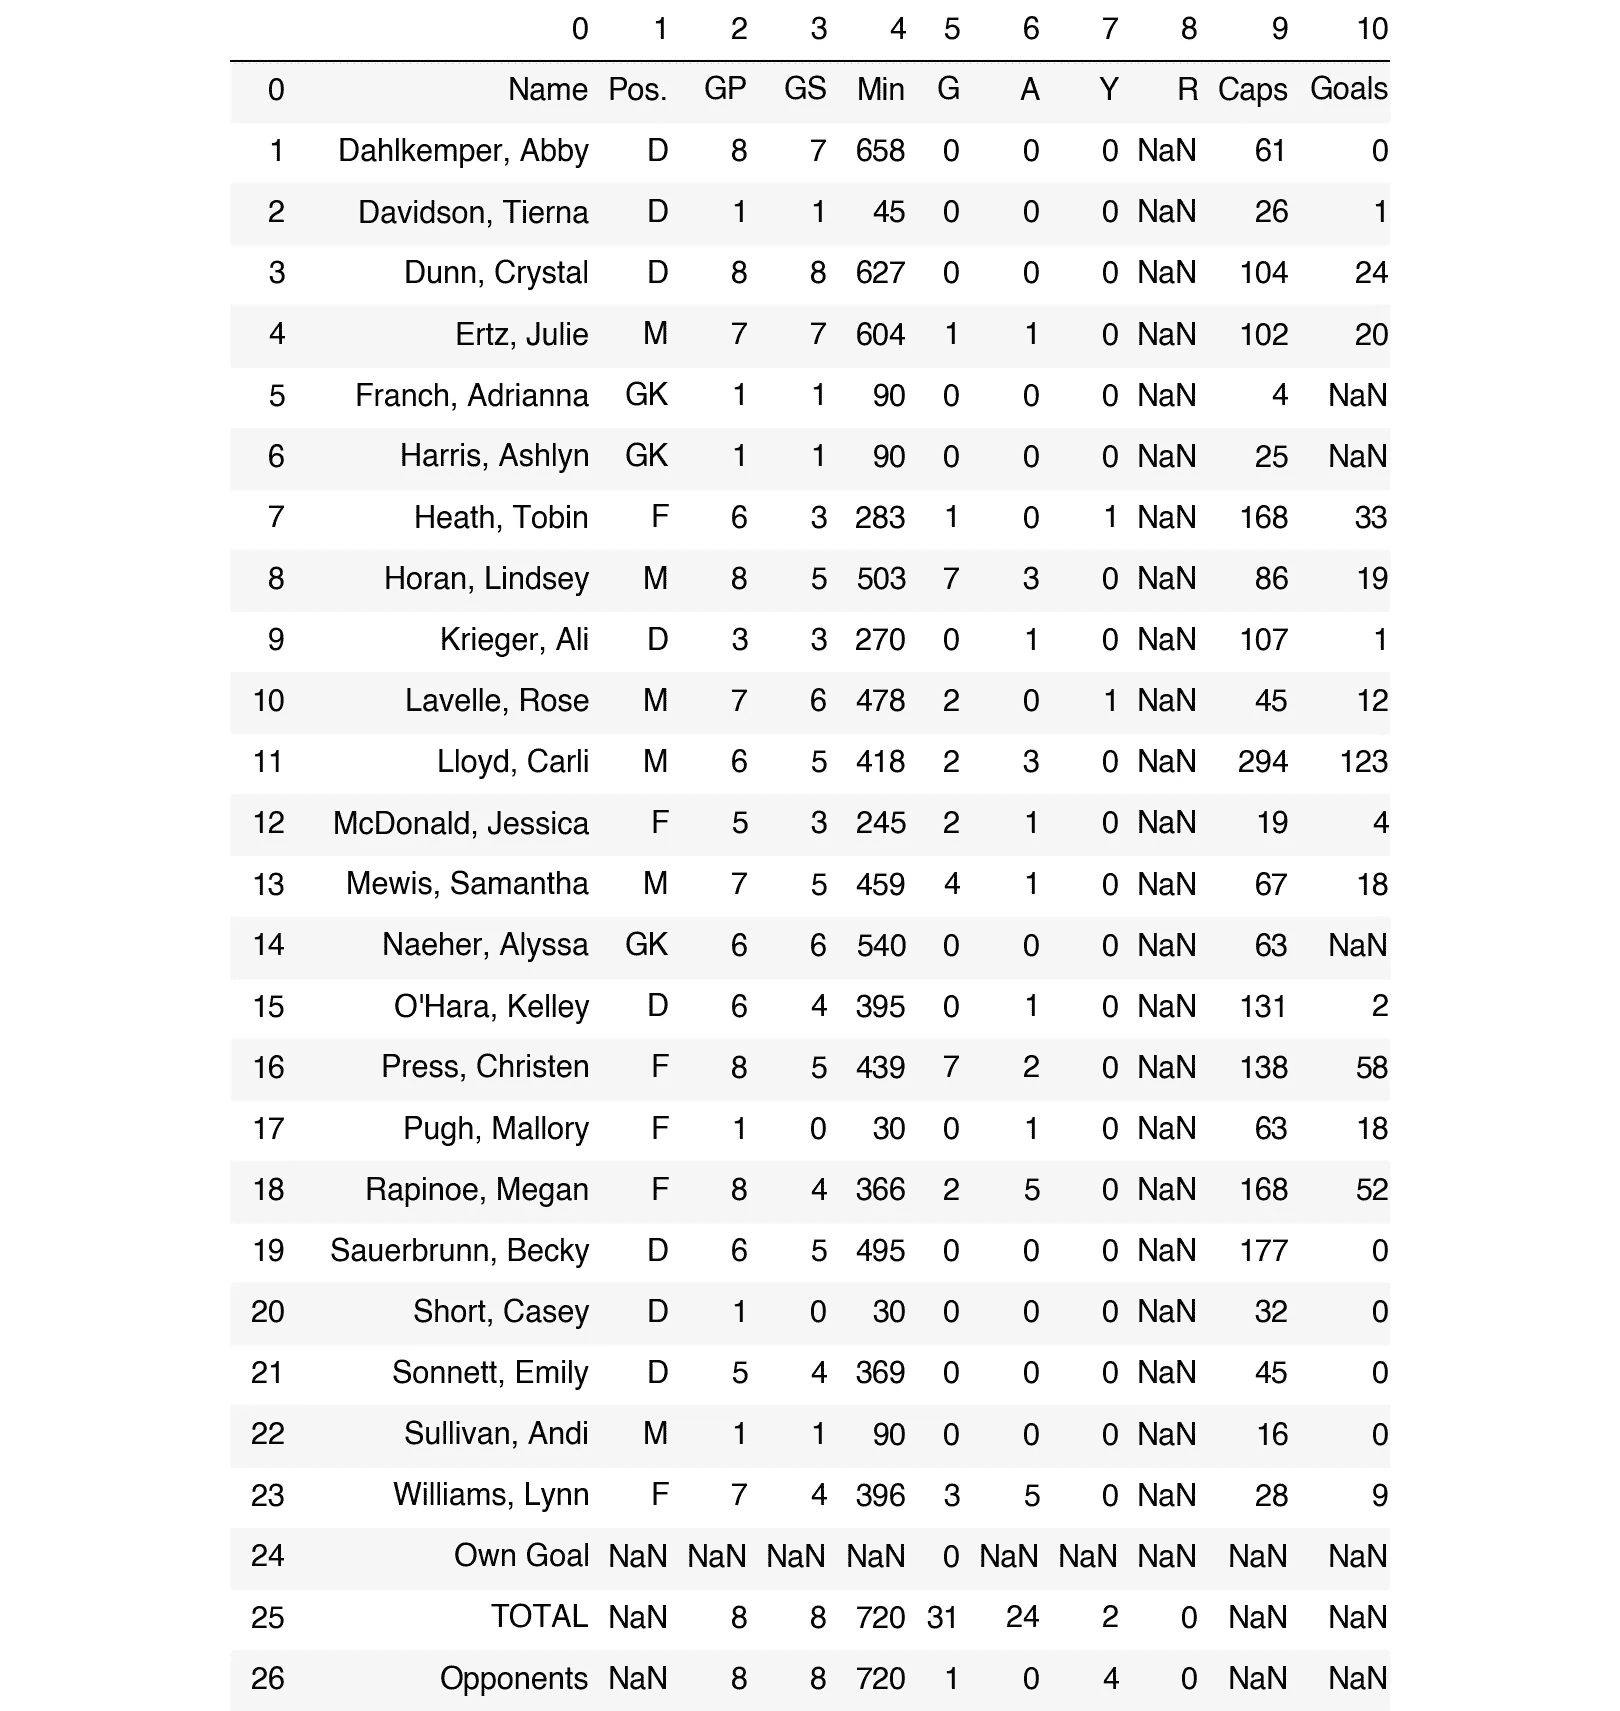 0 1 2 3 4 5 6 7 8 9 10
0 Name Pos. GP GS Min G A Y R Caps Goals
1 Dahlkemper, Abby D 8 7 658 0 0 0 NaN 61 0
2 Davidson, Tierna D 1 1 45 0 0 0 NaN 26 1
3 Dunn, Crystal D 8 8 627 0 0 0 NaN 104 24
4 Ertz, Julie M 7 7 604 1 1 0 NaN 102 20
5 Franch, Adrianna GK 1 1 90 0 0 0 NaN 4 NaN
6 Harris, Ashlyn GK 1 1 90 0 0 0 NaN 25 NaN
7 Heath, Tobin F 6 3 283 1 0 1 NaN 168 33
8 Horan, Lindsey M 8 5 503 7 3 0 NaN 86 19
9 Krieger, Ali D 3 3 270 0 1 0 NaN 107 1
10 Lavelle, Rose M 7 6 478 2 0 1 NaN 45 12
11 Lloyd, Carli M 6 5 418 2 3 0 NaN 294 123
12 McDonald, Jessica F 5 3 245 2 1 0 NaN 19 4
13 Mewis, Samantha M 7 5 459 4 1 0 NaN 67 18
14 Naeher, Alyssa GK 6 6 540 0 0 0 NaN 63 NaN
15 O'Hara, Kelley D 6 4 395 0 1 0 NaN 131 2
16 Press, Christen F 8 5 439 7 2 0 NaN 138 58
17 Pugh, Mallory F 1 0 30 0 1 0 NaN 63 18
18 Rapinoe, Megan F 8 4 366 2 5 0 NaN 168 52
19 Sauerbrunn, Becky D 6 5 495 0 0 0 NaN 177 0
20 Short, Casey D 1 0 30 0 0 0 NaN 32 0
21 Sonnett, Emily D 5 4 369 0 0 0 NaN 45 0
22 Sullivan, Andi M 1 1 90 0 0 0 NaN 16 0
23 Williams, Lynn F 7 4 396 3 5 0 NaN 28 9
24 Own Goal NaN NaN NaN NaN 0 NaN NaN NaN NaN NaN
25 TOTAL NaN 8 8 720 31 24 2 0 NaN NaN
26 Opponents NaN 8 8 720 1 0 4 0 NaN NaN